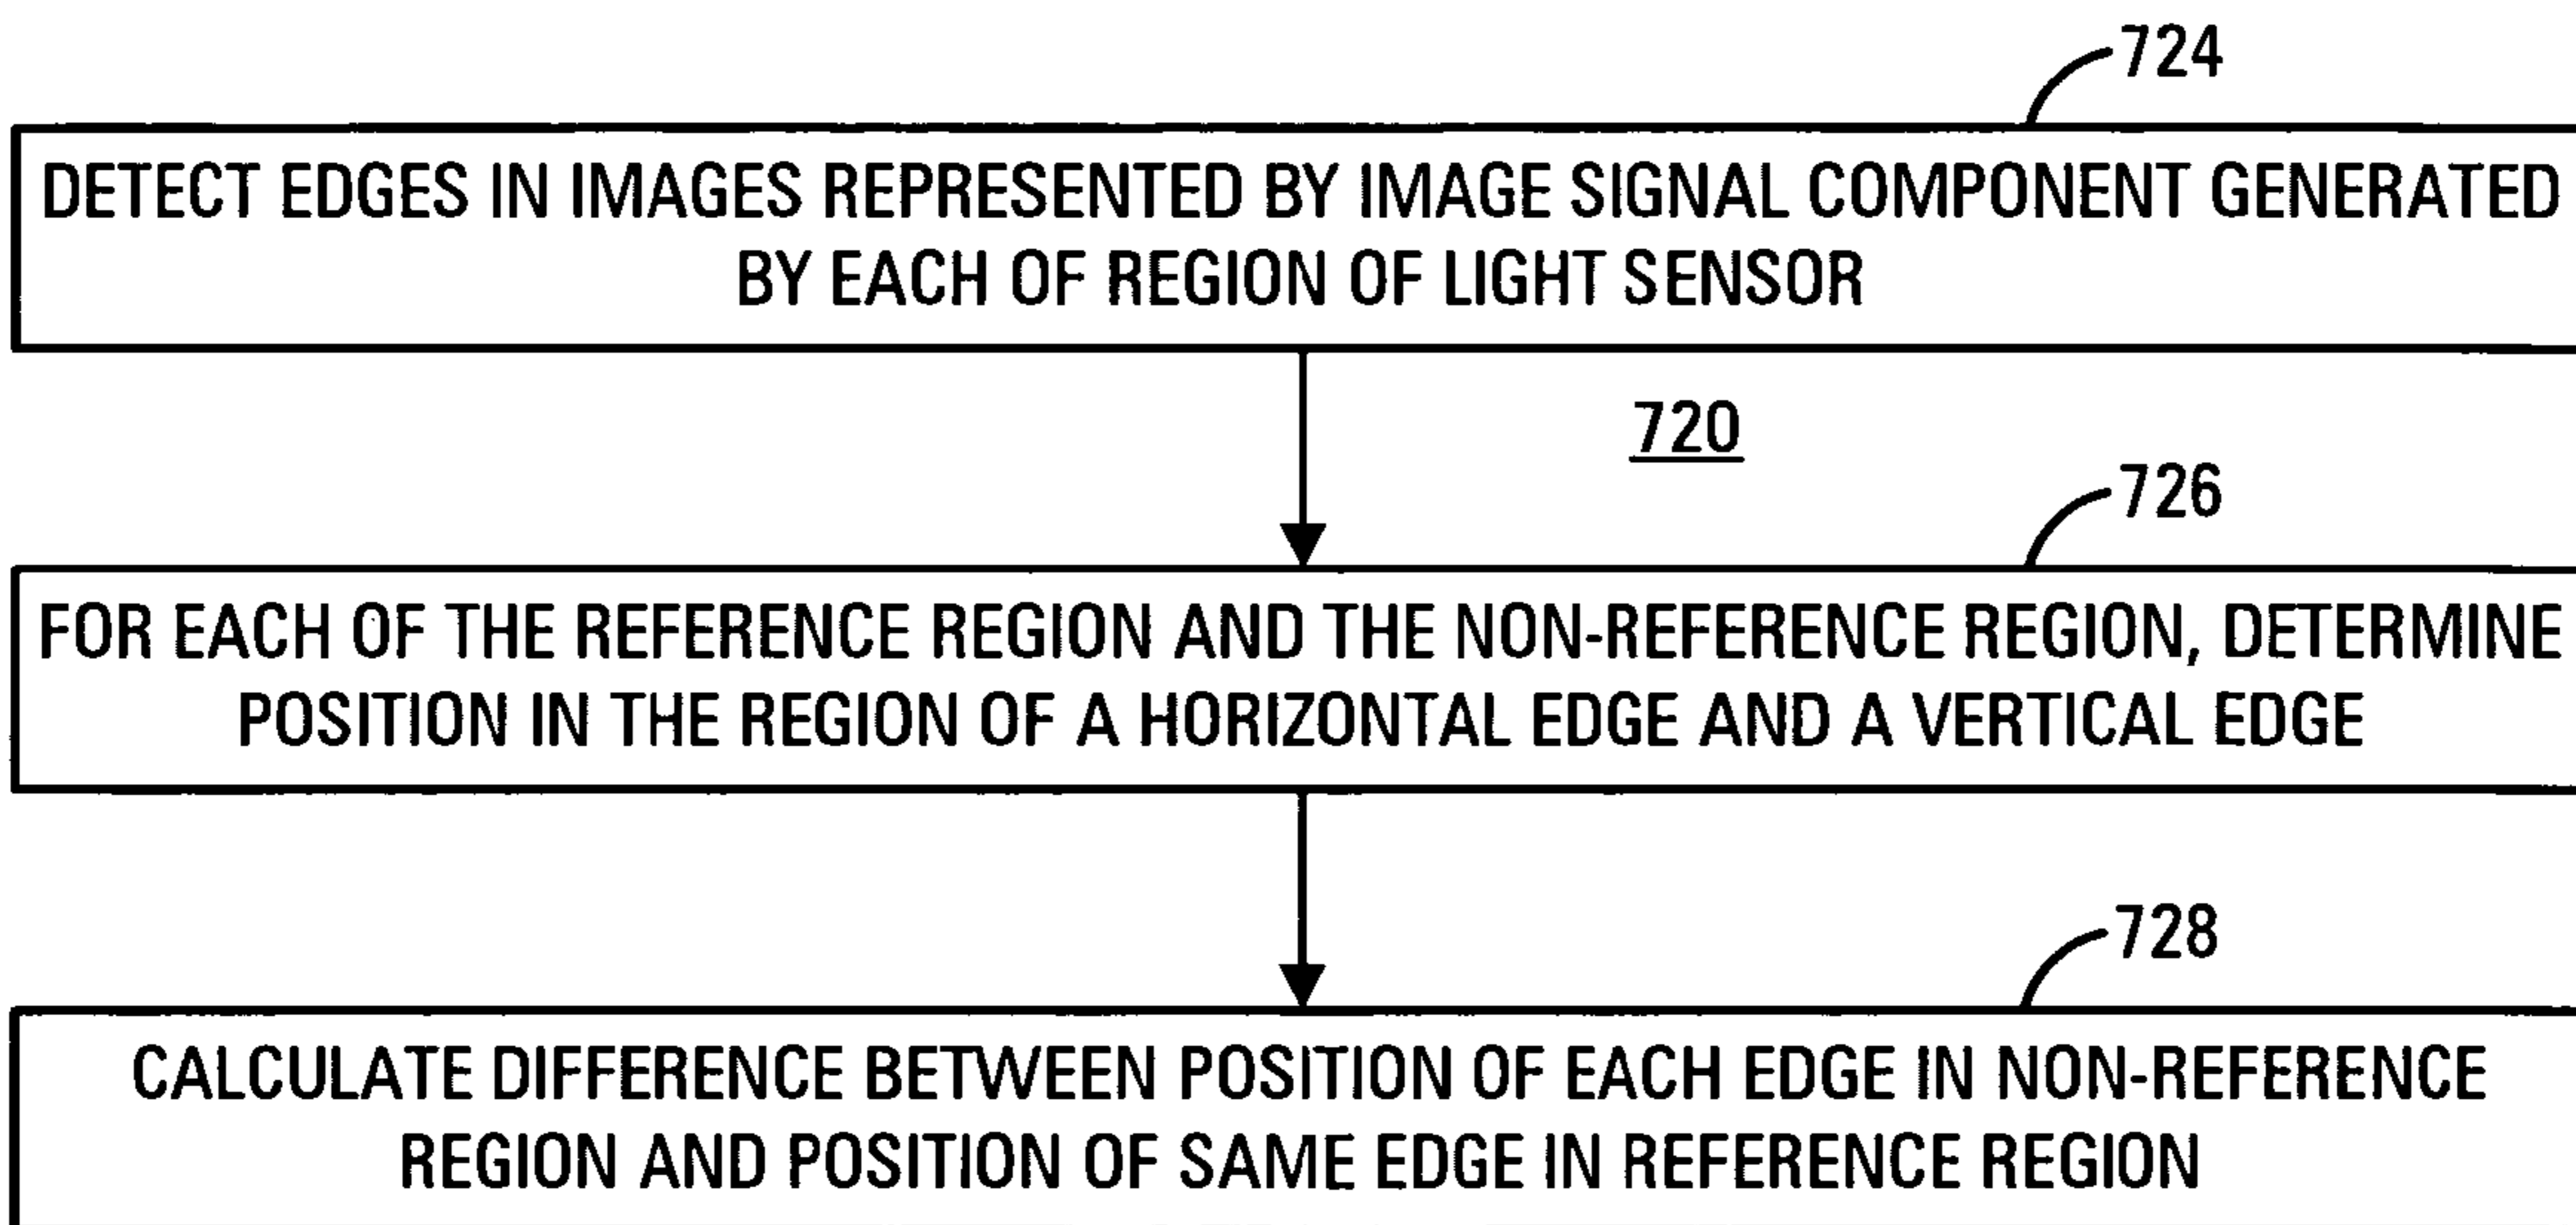 724
DETECT EDGES IN IMAGES REPRESENTED BY IMAGE SIGNAL COMPONENT GENERATED
BY EACH OF REGION OF LIGHT SENSOR
720
726
FOR EACH OF THE REFERENCE REGION AND THE NON-REFERENCE REGION, DETERMINE
POSITION IN THE REGION OF A HORIZONTAL EDGE AND A VERTICAL EDGE
728
CALCULATE DIFFERENCE BETWEEN POSITION OF EACH EDGE IN NON-REFERENCE
REGION AND POSITION OF SAME EDGE IN REFERENCE REGION